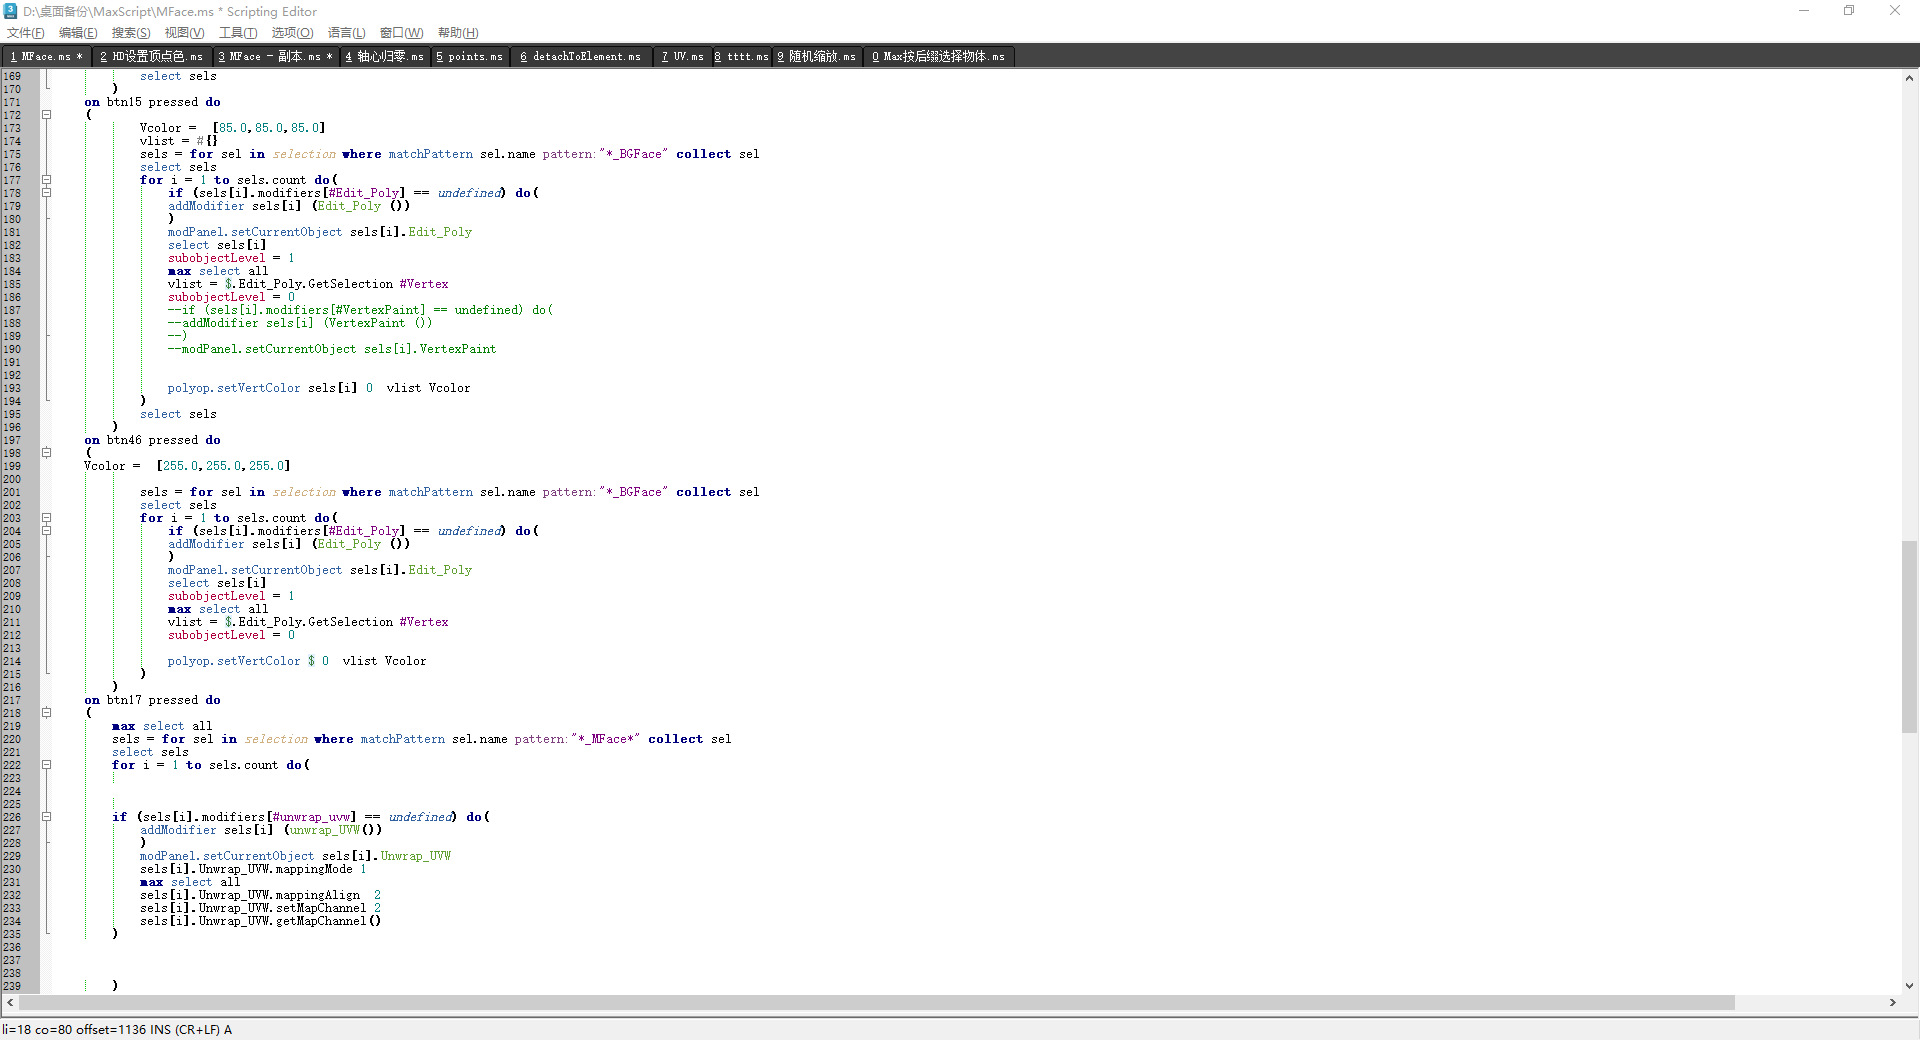 D:\桌面备份\MaxScript\MFace.ms * Scripting Editor
文件(F) 编辑(E) 搜索(S) 视图(V) 工具(T) 选项(O) 语言(L) 窗口(W) 帮助(H)
1 MFace.ms * 2 HD设置顶点色.ms 3 MFace - 副本.ms * 4 轴心归零.ms 5 points.ms 6 detachToElement.ms 7 UV.ms 8 tttt.ms 9 随机缩放.ms 0 Max按后缀选择物体.ms
169 select sels
170 )
171 on btn15 pressed do
172 (
173 Vcolor = [85.0,85.0,85.0]
174 vlist = #{}
175 sels = for sel in selection where matchPattern sel.name pattern:"*_BGFace" collect sel
176 select sels
177 for i = 1 to sels.count do(
178 if (sels[i].modifiers[#Edit_Poly] == undefined) do(
179 addModifier sels[i] (Edit_Poly ())
180 )
181 modPanel.setCurrentObject sels[i].Edit_Poly
182 select sels[i]
183 subobjectLevel = 1
184 max select all
185 vlist = $.Edit_Poly.GetSelection #Vertex
186 subobjectLevel = 0
187 --if (sels[i].modifiers[#VertexPaint] == undefined) do(
188 --addModifier sels[i] (VertexPaint ())
189 --)
190 --modPanel.setCurrentObject sels[i].VertexPaint
191
192
193 polyop.setVertColor sels[i] 0 vlist Vcolor
194 )
195 select sels
196 )
197 on btn46 pressed do
198 (
199 Vcolor = [255.0,255.0,255.0]
200
201 sels = for sel in selection where matchPattern sel.name pattern:"*_BGFace" collect sel
202 select sels
203 for i = 1 to sels.count do(
204 if (sels[i].modifiers[#Edit_Poly] == undefined) do(
205 addModifier sels[i] (Edit_Poly ())
206 )
207 modPanel.setCurrentObject sels[i].Edit_Poly
208 select sels[i]
209 subobjectLevel = 1
210 max select all
211 vlist = $.Edit_Poly.GetSelection #Vertex
212 subobjectLevel = 0
213
214 polyop.setVertColor $ 0 vlist Vcolor
215 )
216 )
217 on btn17 pressed do
218 (
219 max select all
220 sels = for sel in selection where matchPattern sel.name pattern:"*_MFace*" collect sel
221 select sels
222 for i = 1 to sels.count do(
223
224
225
226 if (sels[i].modifiers[#unwrap_uvw] == undefined) do(
227 addModifier sels[i] (unwrap_UVW())
228 )
229 modPanel.setCurrentObject sels[i].Unwrap_UVW
230 sels[i].Unwrap_UVW.mappingMode 1
231 max select all
232 sels[i].Unwrap_UVW.mappingAlign 2
233 sels[i].Unwrap_UVW.setMapChannel 2
234 sels[i].Unwrap_UVW.getMapChannel()
235 )
236
237
238
239 )
li=18 co=80 offset=1136 INS (CR+LF) A